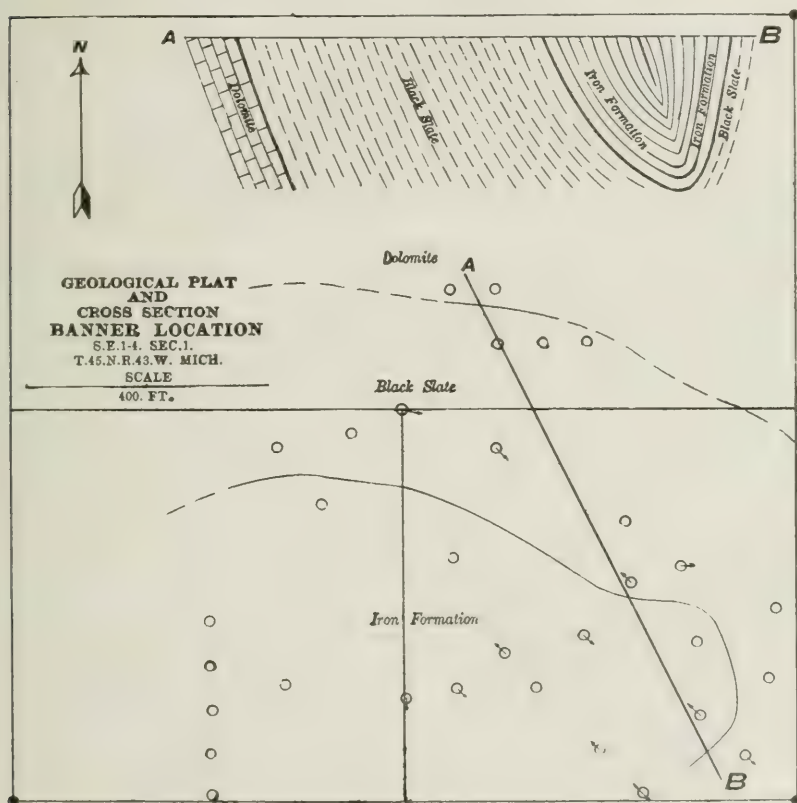 N
A
B
Dolomite
Black Slate
Iron Formation
Iron Formation
Black Slate
GEOLOGICAL PLAT
AND
CROSS SECTION
BANNER LOCATION
S.E.1-4. SEC.1.
T.45.N.R.43.W. MICH.
SCALE
400. FT.
Dolomite
A
Black Slate
Iron Formation
B